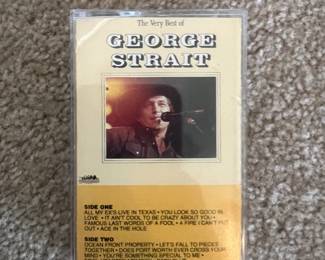 The Very Best of
GEORGE
STRAIT
SIDE ONE
ALL MY EX'S LIVE IN TEXAS • YOU LOOK SO GOOD IN
LOVE • IT AIN'T COOL TO BE CRAZY ABOUT YOU •
FAMOUS LAST WORDS OF A FOOL • A FIRE I CAN'T PUT
OUT • ACE IN THE HOLE
SIDE TWO
OCEAN FRONT PROPERTY • LET'S FALL TO PIECES
TOGETHER • DOES FORT WORTH EVER CROSS YOUR
MIND • YOU'RE SOMETHING SPECIAL TO ME •